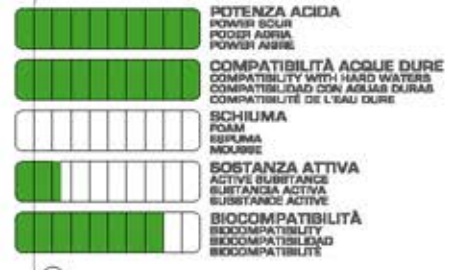 POTENZA ACIDA
POWER SOUR
PODER AGRIA
POWER AIGRE
COMPATIBILITÀ ACQUE DURE
COMPATIBILITY WITH HARD WATERS
COMPATIBILIDAD CON AGUAS DURAS
COMPATIBILITÉ DE L'EAU DURE
SCHIUMA
FOAM
ESPUMA
MOUSSE
SOSTANZA ATTIVA
ACTIVE SUBSTANCE
SUSTANCIA ACTIVA
SUBSTANCE ACTIVE
BIOCOMPATIBILITÀ
BIOCOMPATIBILITY
BIOCOMPATIBILIDAD
BIOCOMPATIBILITÉ